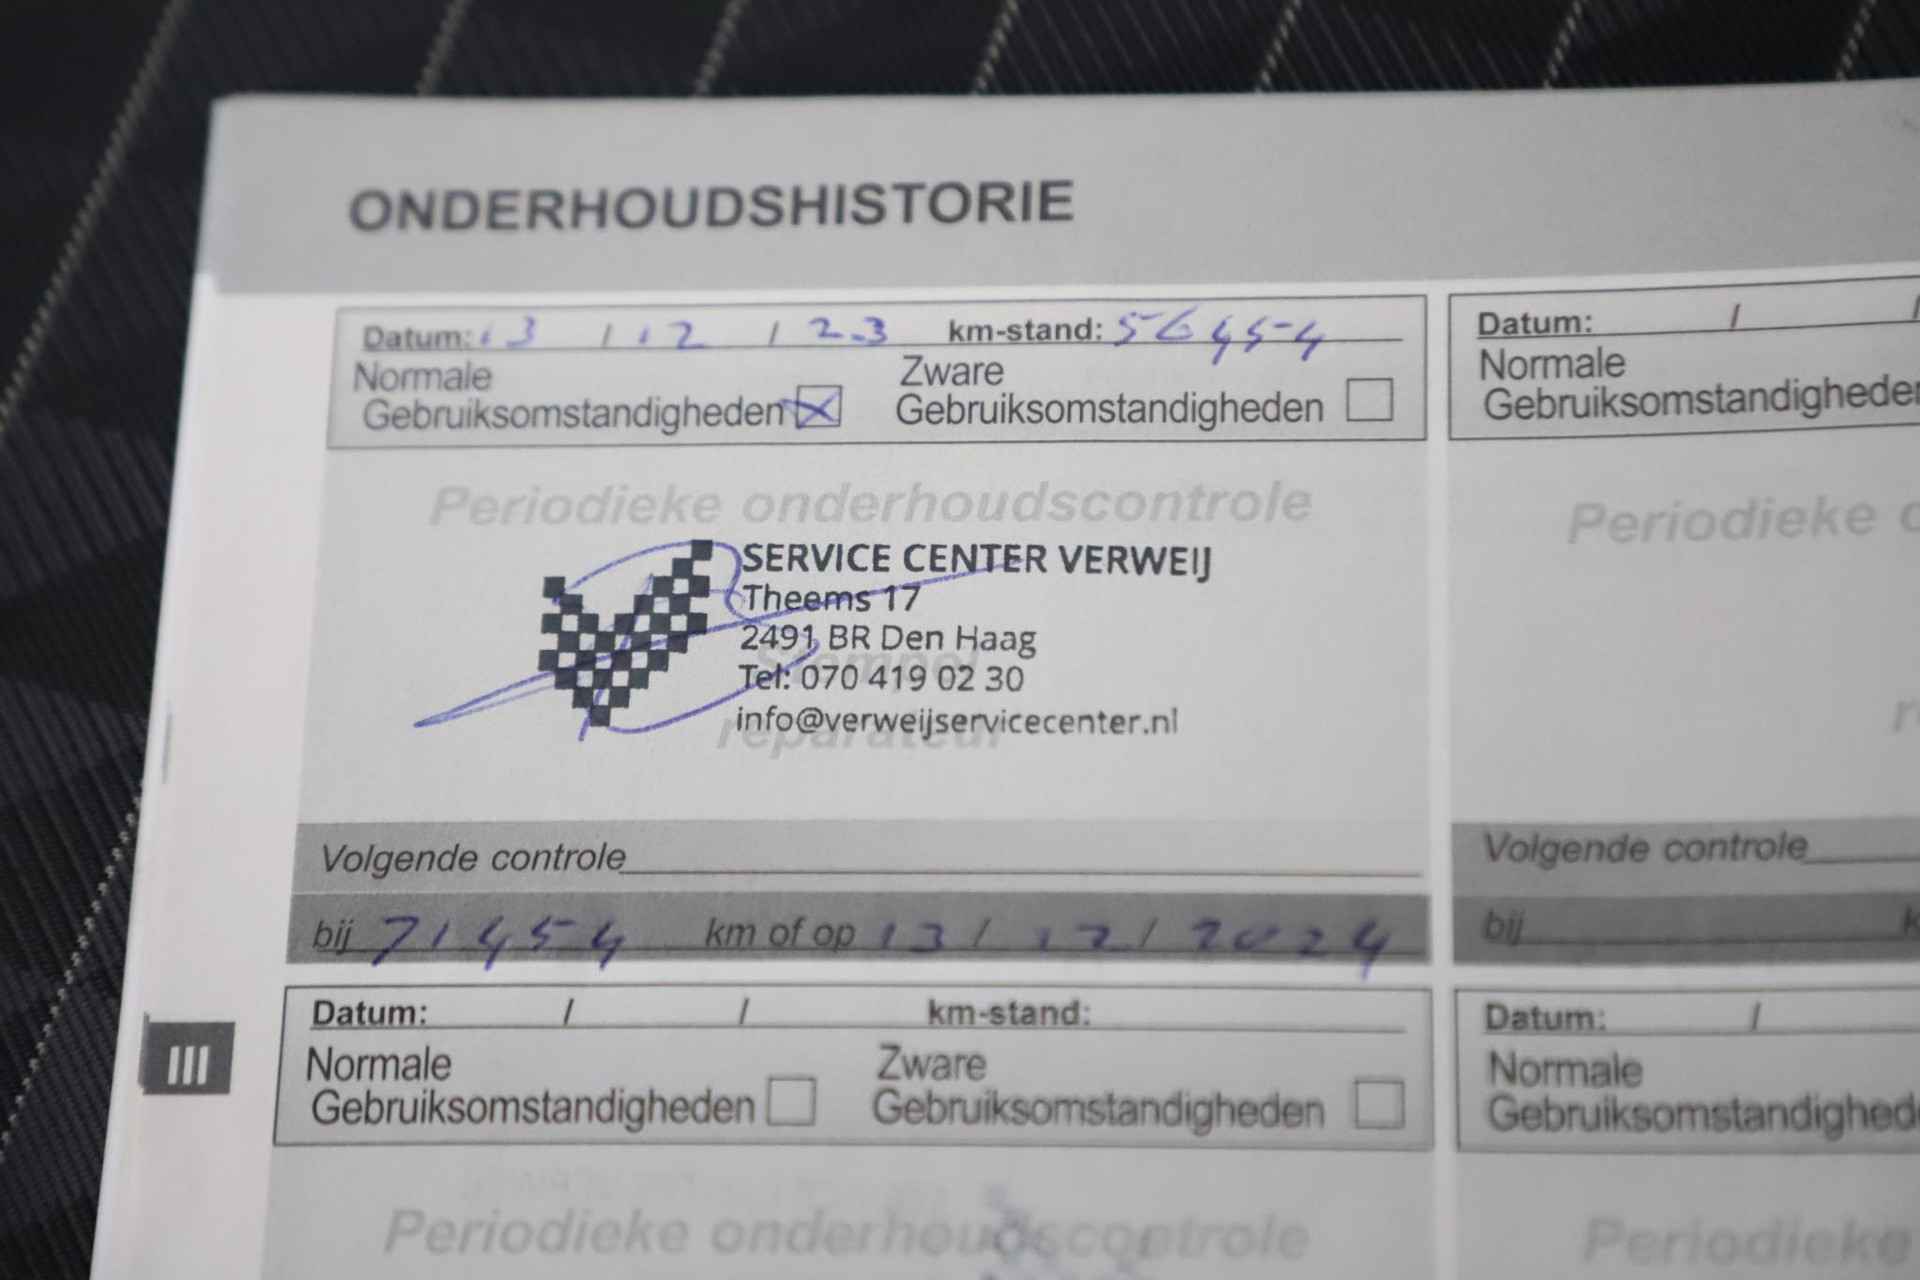 ONDERHOUDSHISTORIE
Datum: 13 / 12 / 23 km-stand: 56454
Normale Zware
Gebruiksomstandigheden Gebruiksomstandigheden
Periodieke onderhoudscontrole
SERVICE CENTER VERWEIJ
Theems 17
2491 BR Den Haag
Stempel
Tel: 070 419 02 30
info@verweijservicecenter.nl
reparateur
Volgende controle
bij 71454 km of op 13 / 12 / 2024
Datum: / / km-stand:
Normale Zware
Gebruiksomstandigheden Gebruiksomstandigheden
Periodieke onderhoudscontrole
III
Datum: / /
Normale
Gebruiksomstandigheden
Periodieke
Volgende controle
bij
Datum: /
Normale
Periodieke